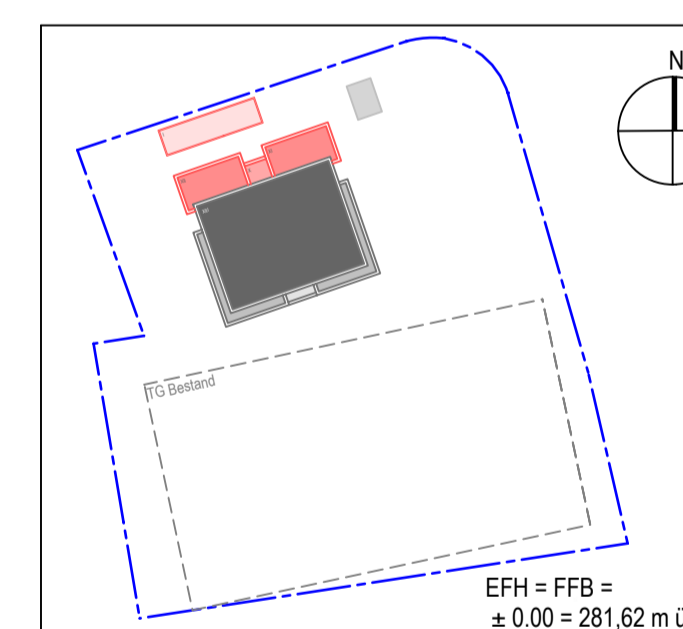 N
TG Bestand
EFH = FFB =
± 0.00 = 281,62 m ü